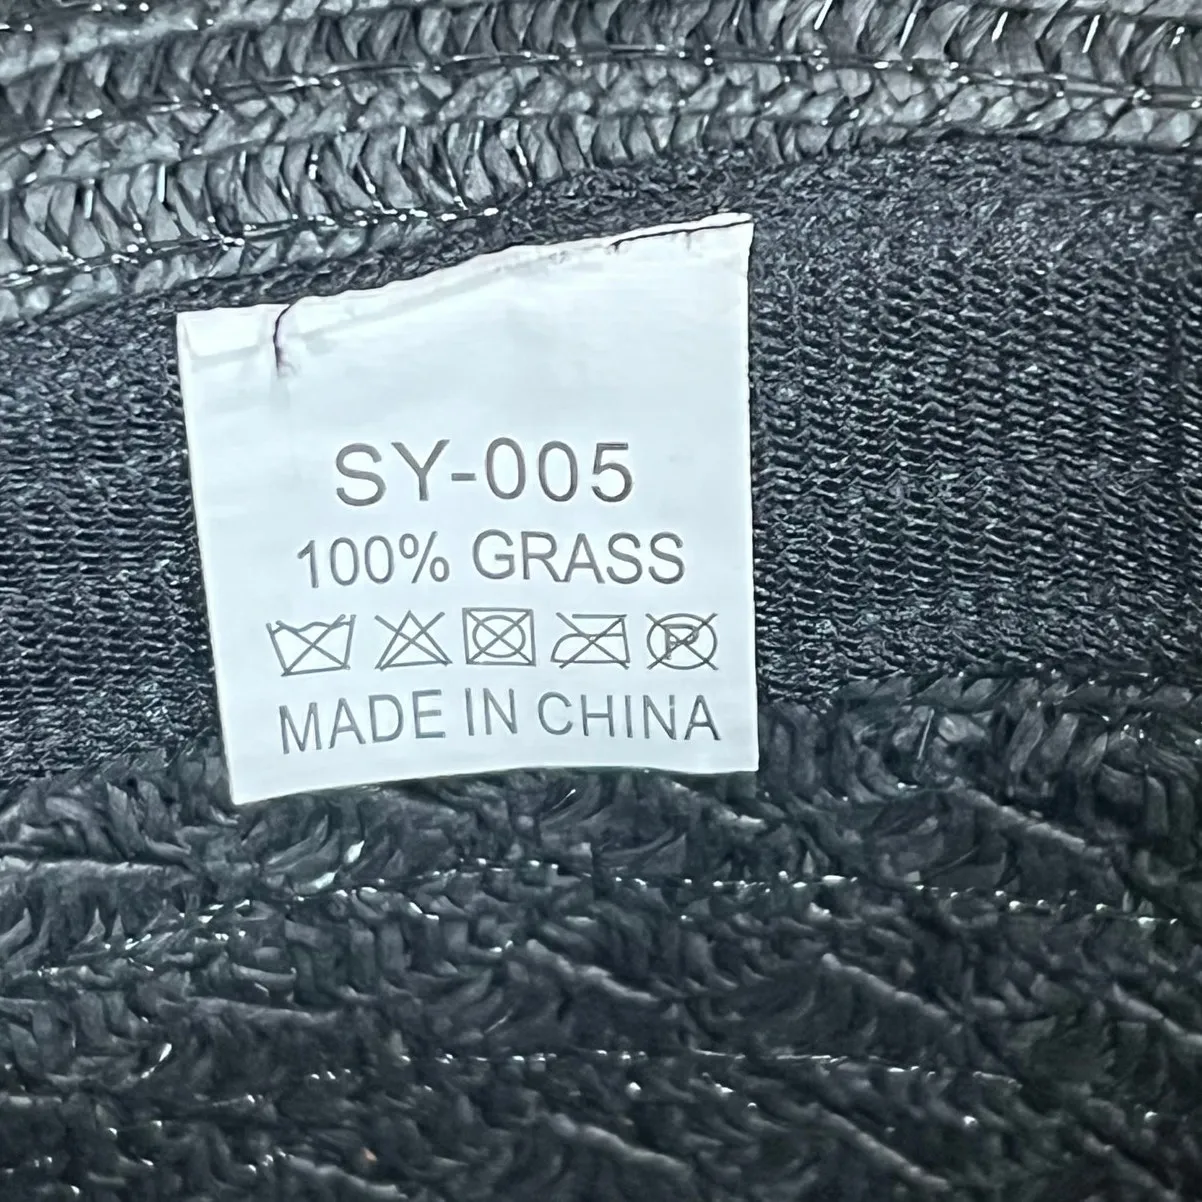 SY-005
100% GRASS
P
MADE IN CHINA